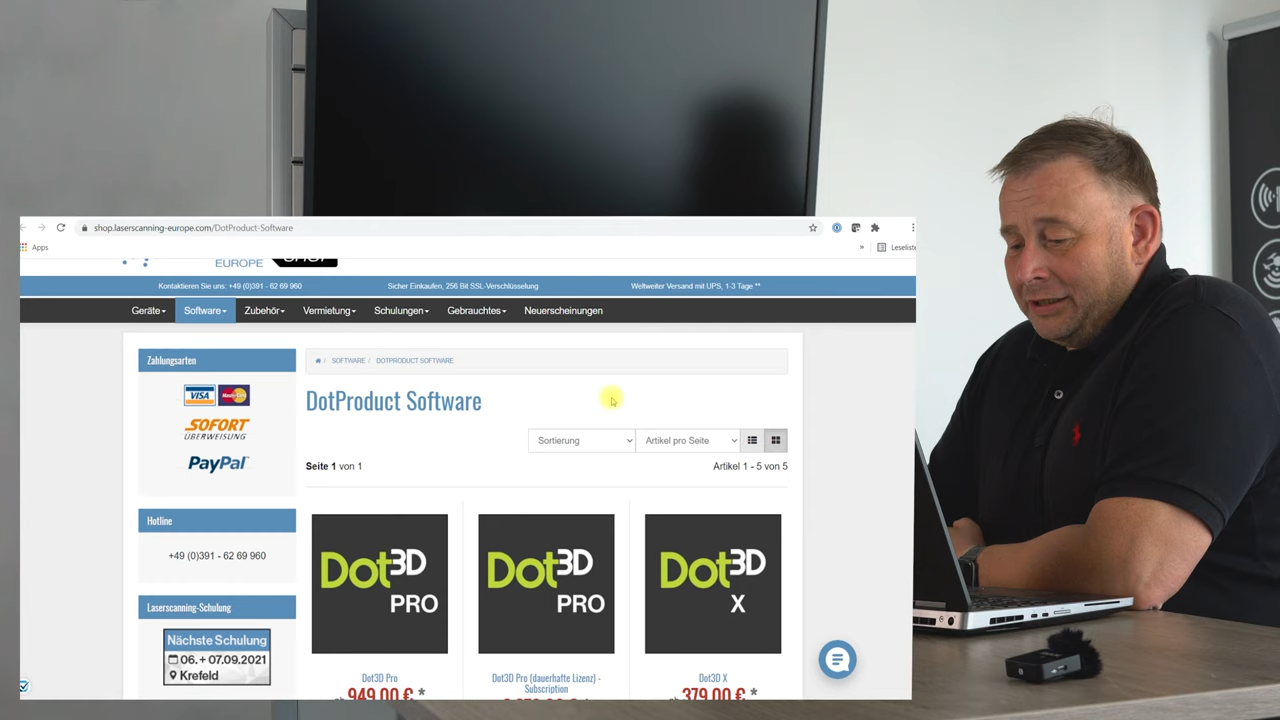 shop.laserscanning-europe.com/DotProduct-Software
Apps
» Leseliste
EUROPE
Kontaktieren Sie uns: +49 (0)391 - 62 69 960
Sicher Einkaufen, 256 Bit SSL-Verschlüsselung
Weltweiter Versand mit UPS, 1-3 Tage **
Geräte Software Zubehör Vermietung Schulungen Gebrauchtes Neuerscheinungen
Zahlungsarten
VISA MasterCard
SOFORT
ÜBERWEISUNG
PayPal
Hotline
+49 (0)391 - 62 69 960
Laserscanning-Schulung
Nächste Schulung
06. + 07.09.2021
Krefeld
/ SOFTWARE / DOTPRODUCT SOFTWARE
DotProduct Software
Sortierung
Artikel pro Seite
Seite 1 von 1
Artikel 1 - 5 von 5
Dot3D
PRO
Dot3D Pro
ab 949,00 € *
Dot3D
PRO
Dot3D Pro (dauerhafte Lizenz) -
Subscription
Dot3D
X
Dot3D X
379,00 € *